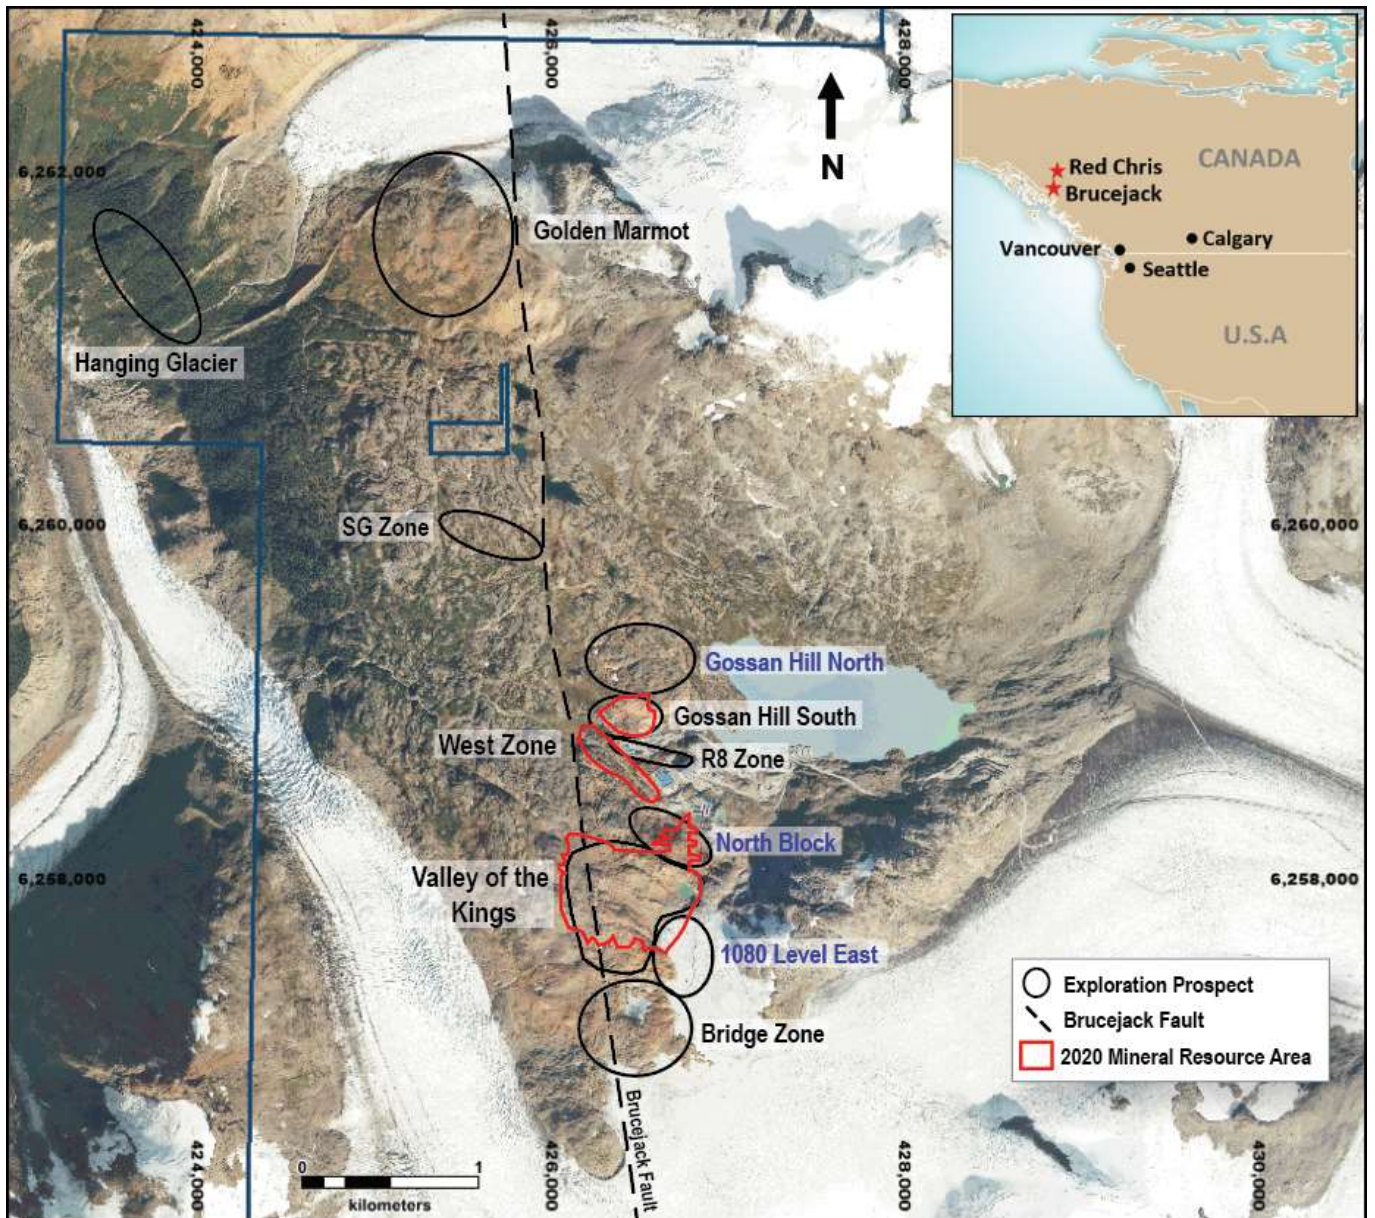 424,000
426,000
428,000
N
CANADA
Red Chris
Brucejack
Vancouver
Calgary
Seattle
U.S.A
6,262,000
Golden Marmot
Hanging Glacier
SG Zone
6,260,000
6,260,000
Gossan Hill North
Gossan Hill South
West Zone
R8 Zone
North Block
Valley of the
Kings
6,258,000
6,258,000
1080 Level East
Bridge Zone
Exploration Prospect
Brucejack Fault
2020 Mineral Resource Area
Brucejack Fault
424,000
426,000
428,000
430,000
0 1
kilometers